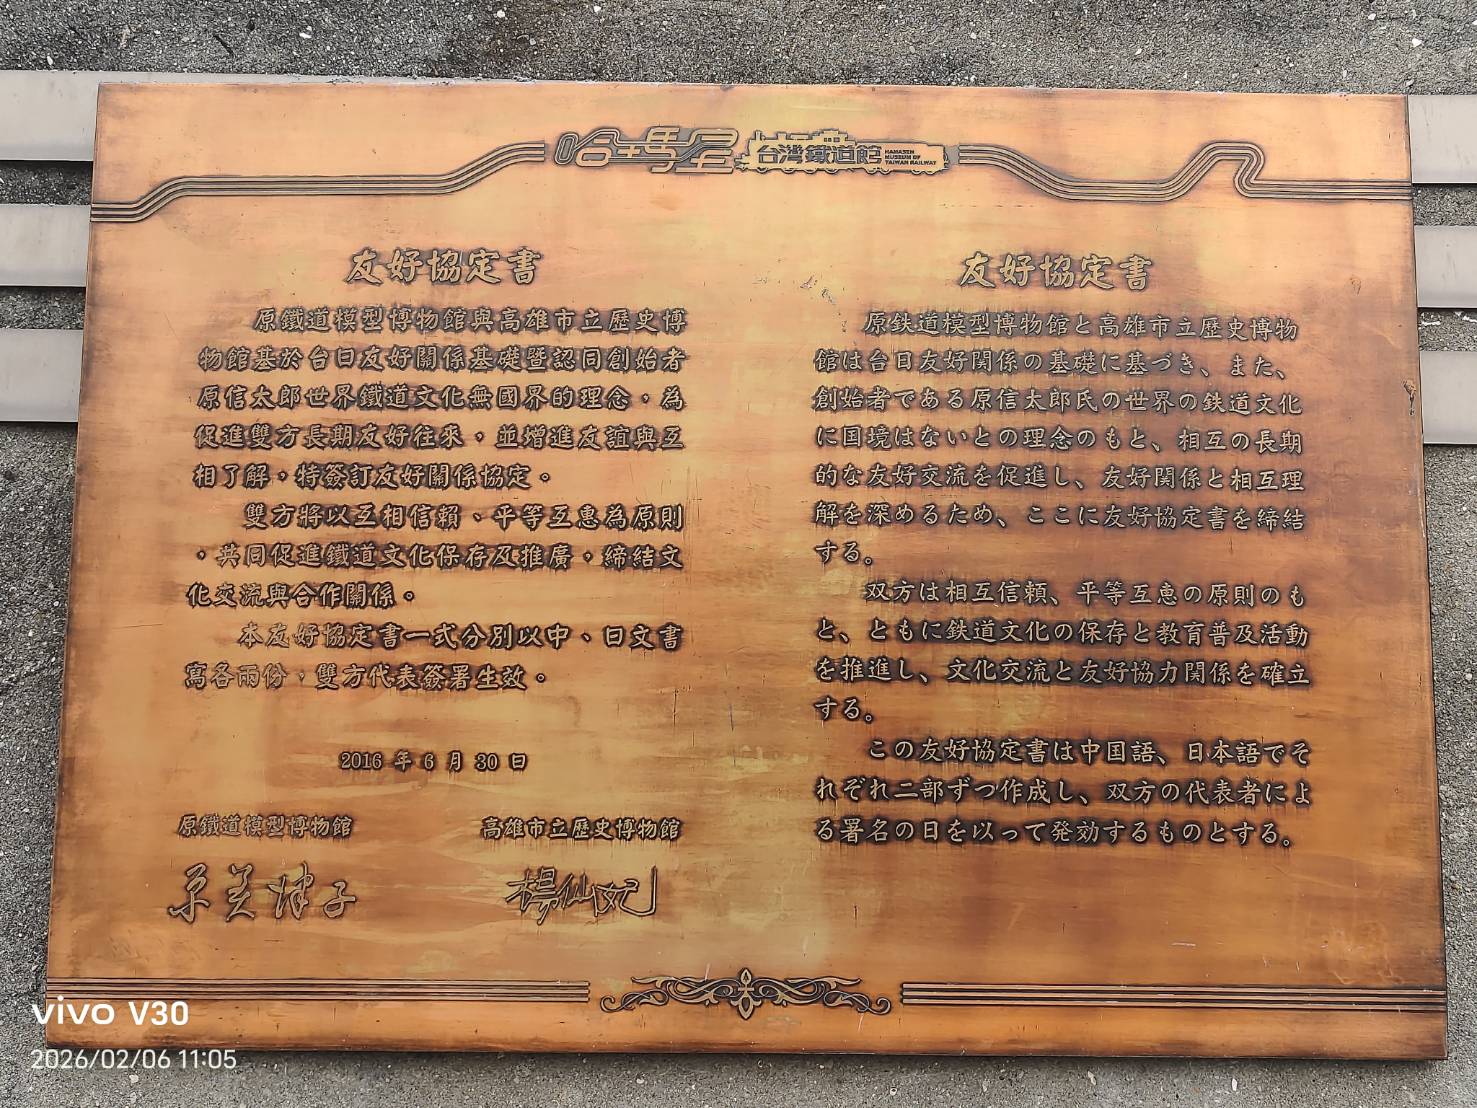 哈瑪星台灣鐵道館
HAMASEN
MUSEUM OF
TAIWAN RAILWAY
友好協定書
原鐵道模型博物館與高雄市立歷史博
物館基於台日友好關係基礎暨認同創始者
原信太郎世界鐵道文化無國界的理念，為
促進雙方長期友好往來，並增進友誼與互
相了解，特簽訂友好關係協定。
雙方將以互相信賴、平等互惠為原則
，共同促進鐵道文化保存及推廣，締結文
化交流與合作關係。
本友好協定書一式分別以中、日文書
寫各兩份，雙方代表簽署生效。
2016 年 6 月 30 日
原鐵道模型博物館
高雄市立歷史博物館
原美津子
楊仙妃
友好協定書
原鉄道模型博物館と高雄市立歴史博物
館は台日友好関係の基礎に基づき、また、
創始者である原信太郎氏の世界の鉄道文化
に国境はないとの理念のもと、相互の長期
的な友好交流を促進し、友好関係と相互理
解を深めるため、ここに友好協定書を締結
する。
双方は相互信頼、平等互恵の原則のも
と、ともに鉄道文化の保存と教育普及活動
を推進し、文化交流と友好協力関係を確立
する。
この友好協定書は中国語、日本語でそ
れぞれ二部ずつ作成し、双方の代表者によ
る署名の日を以って発効するものとする。
vivo V30
2026/02/06 11:05